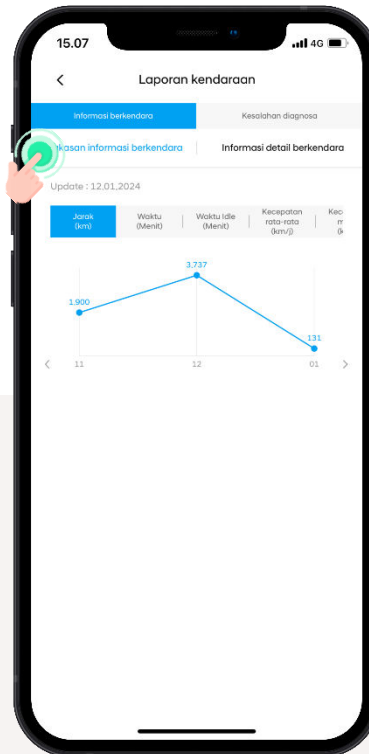 15.07
4G
Laporan kendaraan
Informasi berkendara
Kesalahan diagnosa
kasan informasi berkendara
Informasi detail berkendara
Update : 12.01.2024
Jarak
(km)
Waktu
(Menit)
Waktu Idle
(Menit)
Kecepatan
rata-rata
(km/j)
3,737
1,900
131
11
12
01